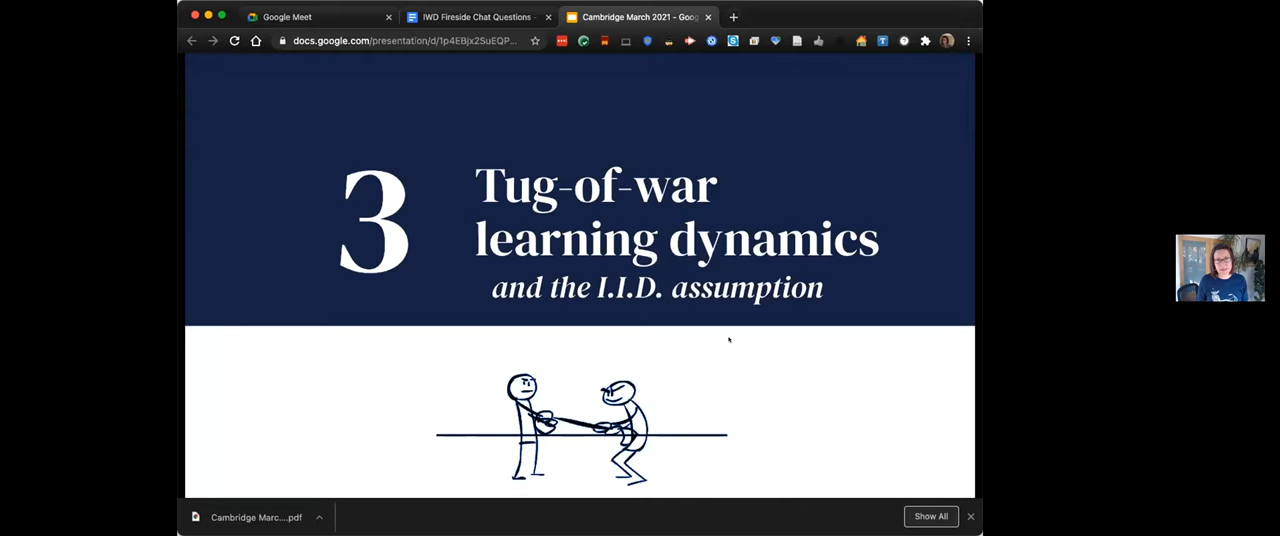 Google Meet
IWD Fireside Chat Questions -
Cambridge March 2021 - Goog
docs.google.com/presentation/d/1p4EBjx2SuEQP...
3
Tug-of-war
learning dynamics
and the I.I.D. assumption
Cambridge Marc....pdf
Show All